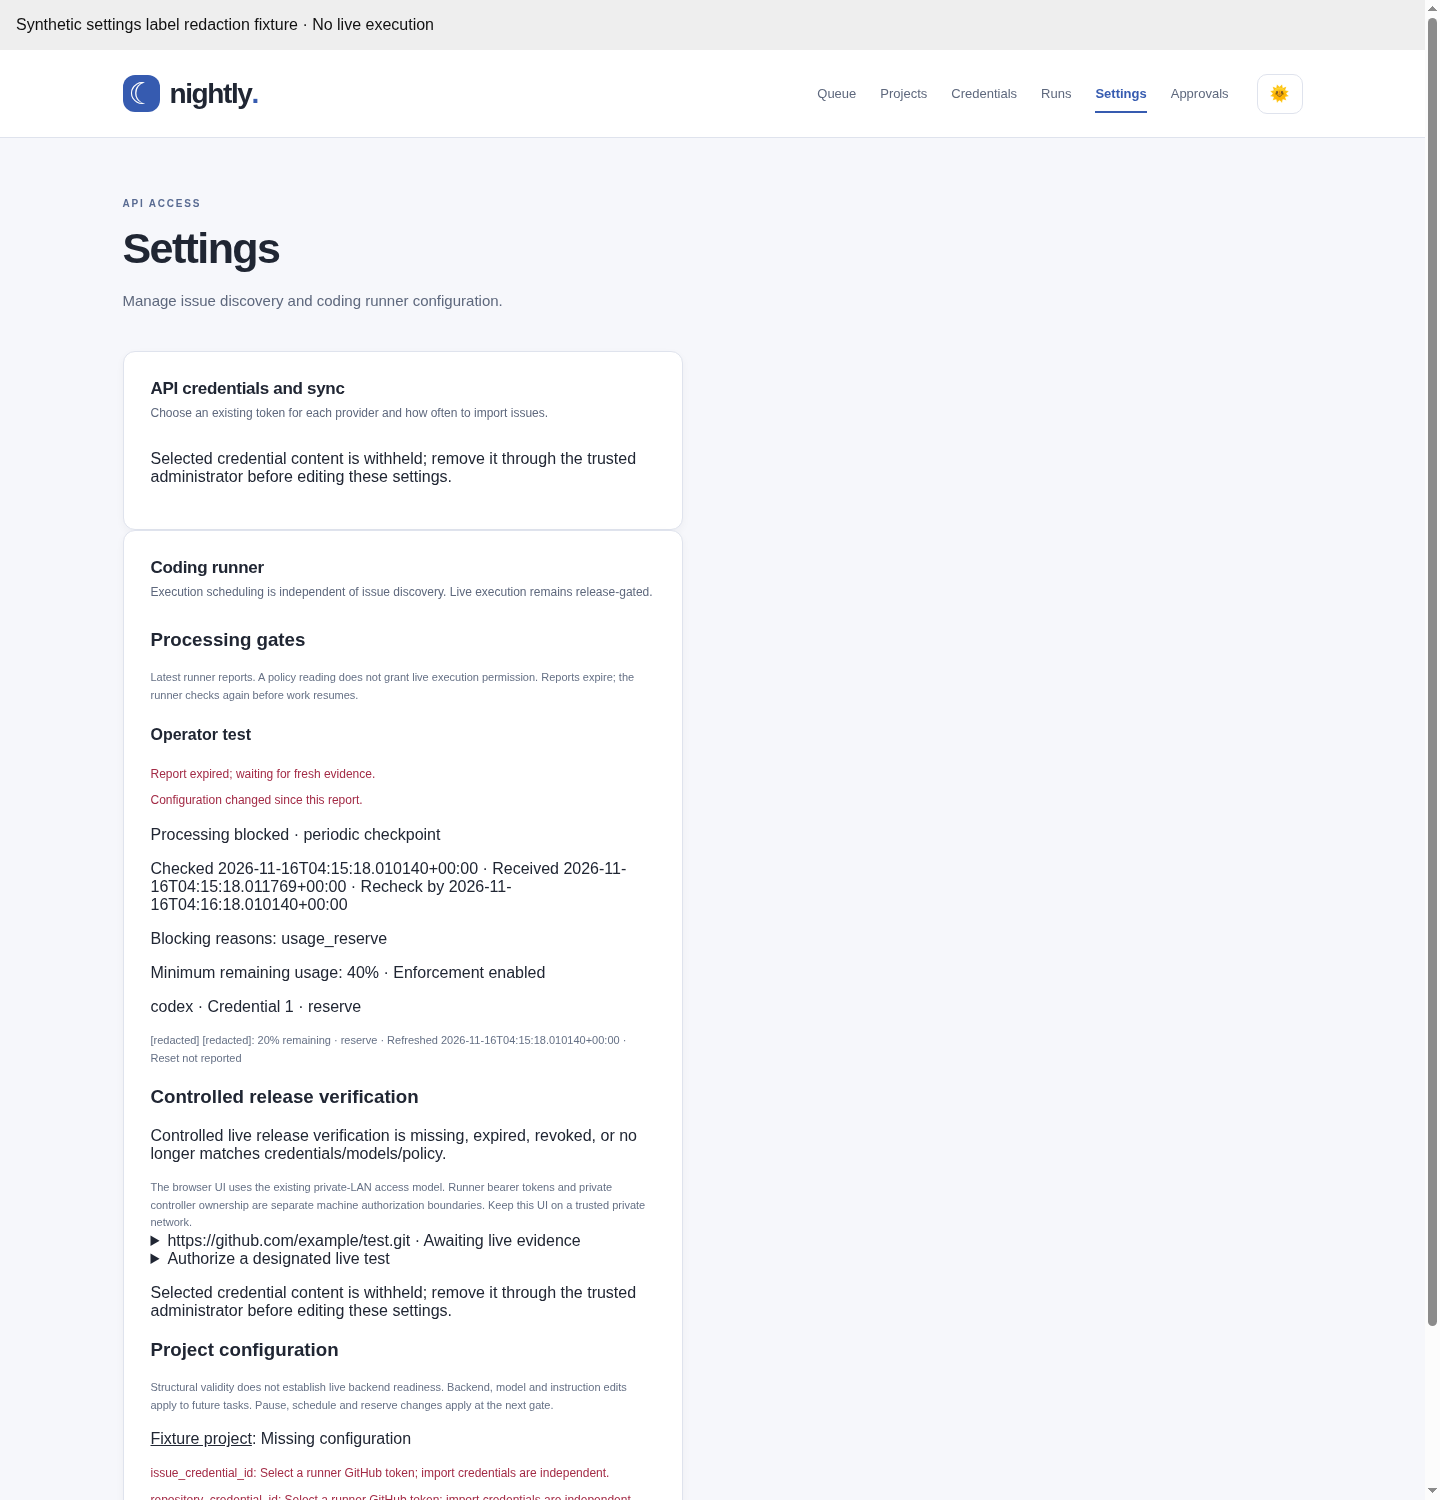 Synthetic settings label redaction fixture · No live execution
nightly.
Queue Projects Credentials Runs Settings Approvals
API ACCESS
Settings
Manage issue discovery and coding runner configuration.
API credentials and sync
Choose an existing token for each provider and how often to import issues.
Selected credential content is withheld; remove it through the trusted
administrator before editing these settings.
Coding runner
Execution scheduling is independent of issue discovery. Live execution remains release-gated.
Processing gates
Latest runner reports. A policy reading does not grant live execution permission. Reports expire; the
runner checks again before work resumes.
Operator test
Report expired; waiting for fresh evidence.
Configuration changed since this report.
Processing blocked · periodic checkpoint
Checked 2026-11-16T04:15:18.010140+00:00 · Received 2026-11-
16T04:15:18.011769+00:00 · Recheck by 2026-11-
16T04:16:18.010140+00:00
Blocking reasons: usage_reserve
Minimum remaining usage: 40% · Enforcement enabled
codex · Credential 1 · reserve
[redacted] [redacted]: 20% remaining · reserve · Refreshed 2026-11-16T04:15:18.010140+00:00 ·
Reset not reported
Controlled release verification
Controlled live release verification is missing, expired, revoked, or no
longer matches credentials/models/policy.
The browser UI uses the existing private-LAN access model. Runner bearer tokens and private
controller ownership are separate machine authorization boundaries. Keep this UI on a trusted private
network.
https://github.com/example/test.git · Awaiting live evidence
Authorize a designated live test
Selected credential content is withheld; remove it through the trusted
administrator before editing these settings.
Project configuration
Structural validity does not establish live backend readiness. Backend, model and instruction edits
apply to future tasks. Pause, schedule and reserve changes apply at the next gate.
Fixture project: Missing configuration
issue_credential_id: Select a runner GitHub token; import credentials are independent.
repository_credential_id: Select a runner GitHub token; import credentials are independent.